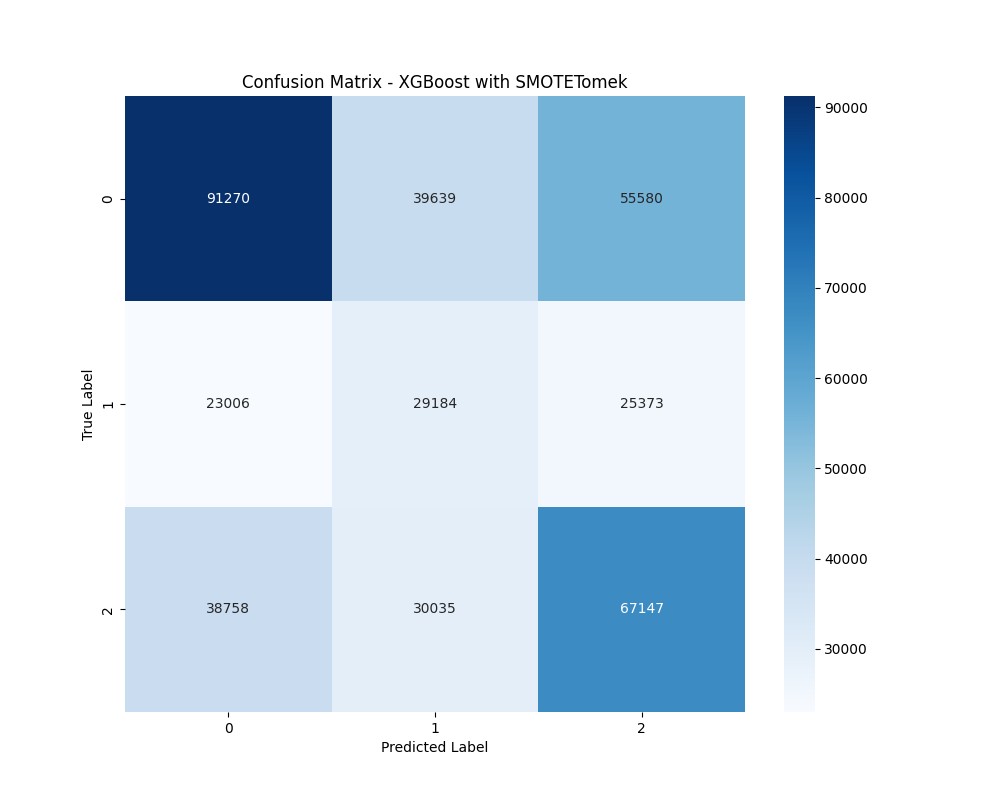 Confusion Matrix - XGBoost with SMOTETomek
True Label
0
91270 39639 55580
1
23006 29184 25373
2
38758 30035 67147
0 1 2
Predicted Label
90000
80000
70000
60000
50000
40000
30000